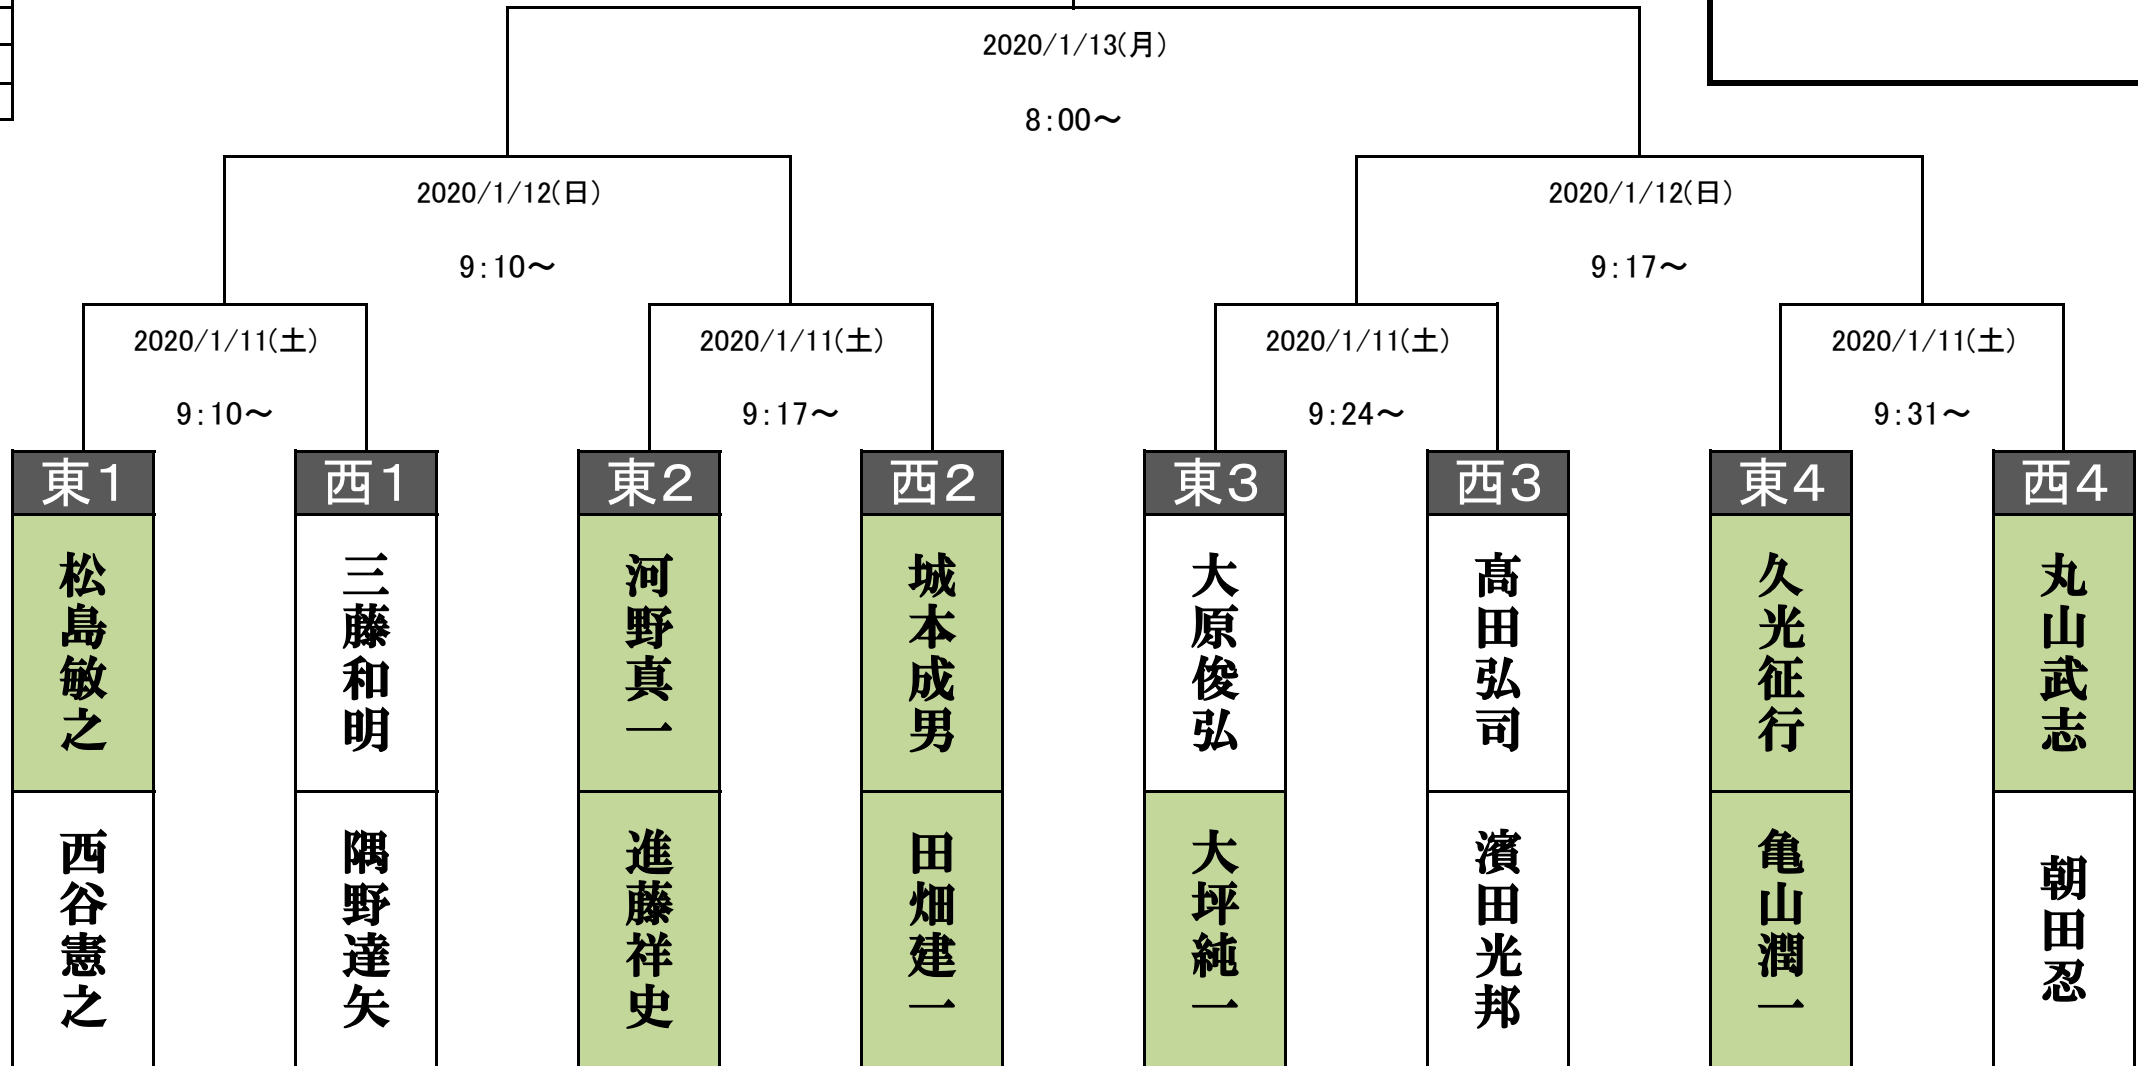 2020/1/13(月)
8:00～
2020/1/12(日)
2020/1/12(日)
9:10～
9:17～
2020/1/11(土)
2020/1/11(土)
2020/1/11(土)
2020/1/11(土)
9:10～
9:17～
9:24～
9:31～
東1
西1
東2
西2
東3
西3
東4
西4
松島敏之
三藤和明
河野真一
城本成男
大原俊弘
髙田弘司
久光征行
丸山武志
西谷憲之
隅野達矢
進藤祥史
田畑建一
大坪純一
濱田光邦
亀山潤一
朝田忍